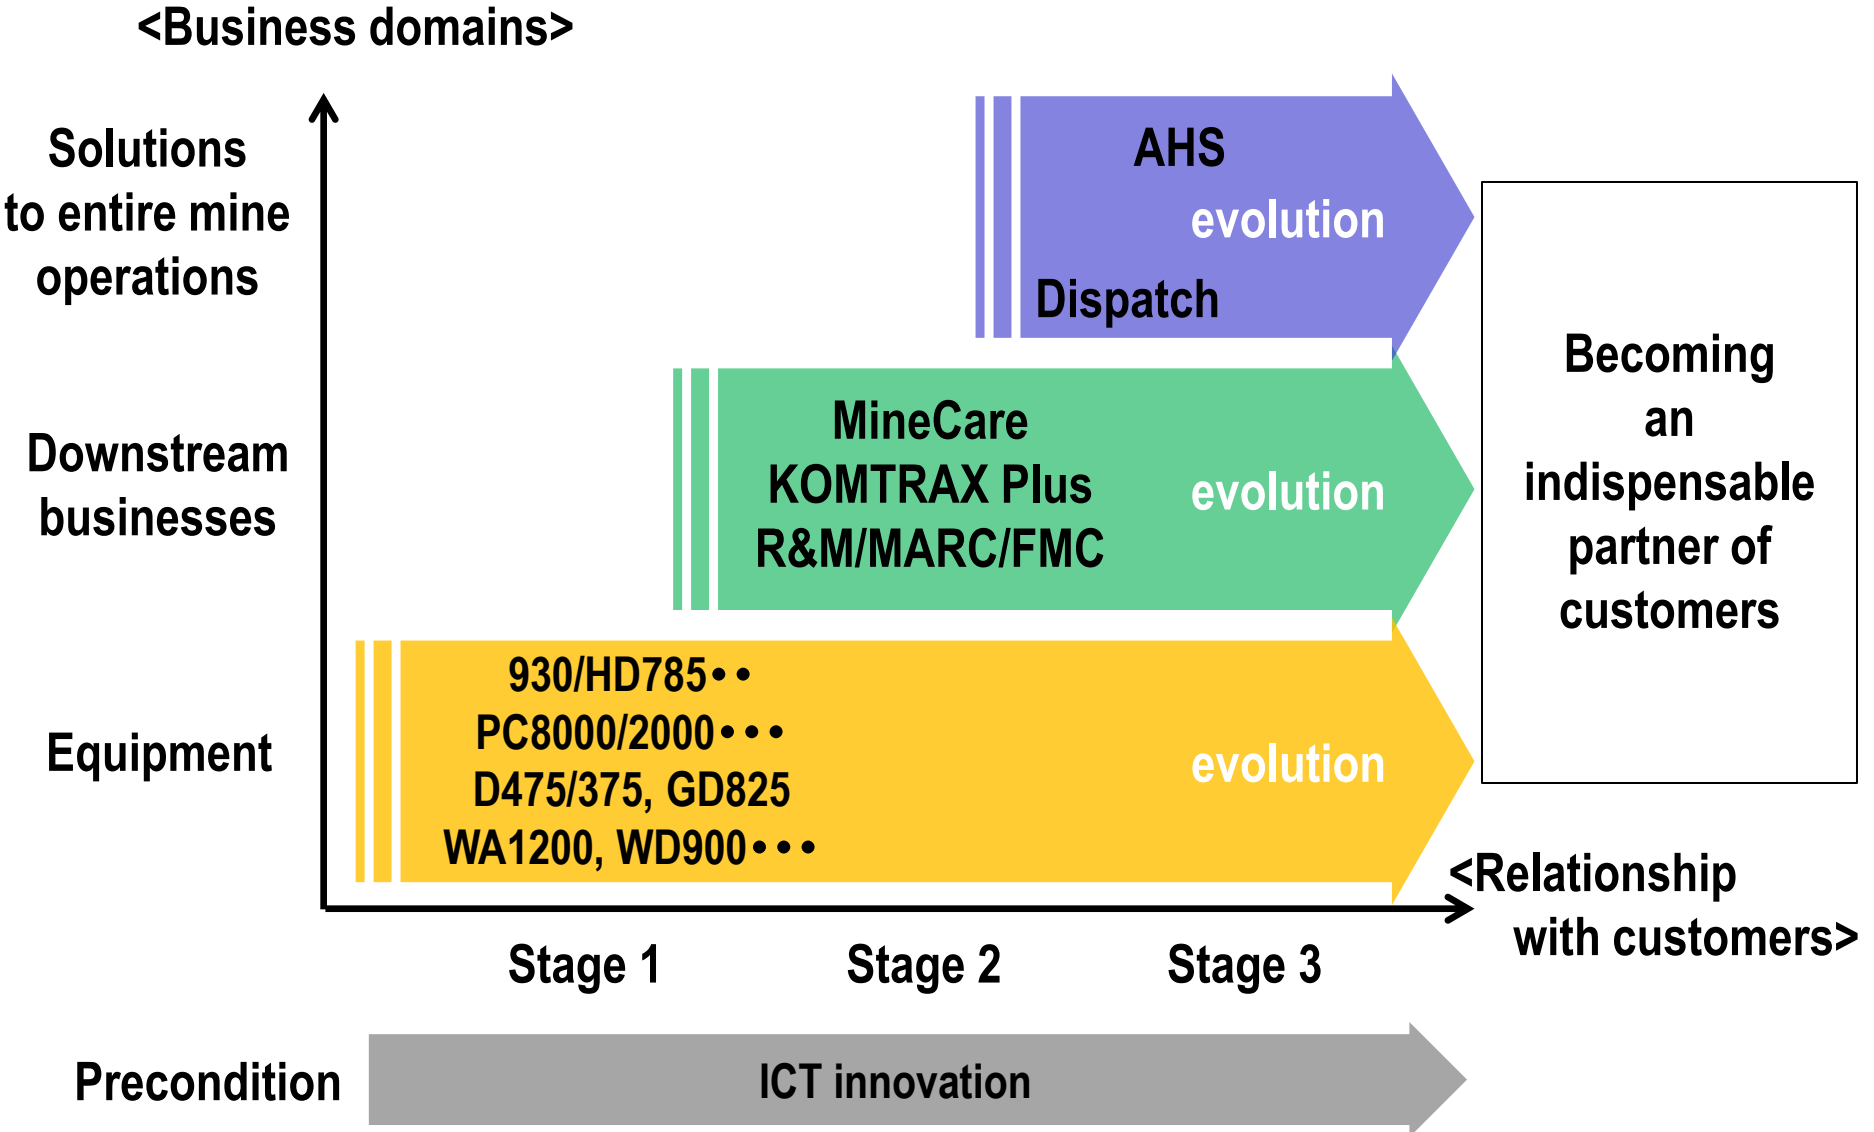 <Business domains>
Solutions
to entire mine
operations
AHS
evolution
Dispatch
Downstream
businesses
MineCare
KOMTRAX Plus
R&M/MARC/FMC
evolution
Equipment
930/HD785••
PC8000/2000•••
D475/375, GD825
WA1200, WD900•••
evolution
Becoming
an
indispensable
partner of
customers
<Relationship
with customers>
Stage 1
Stage 2
Stage 3
Precondition
ICT innovation